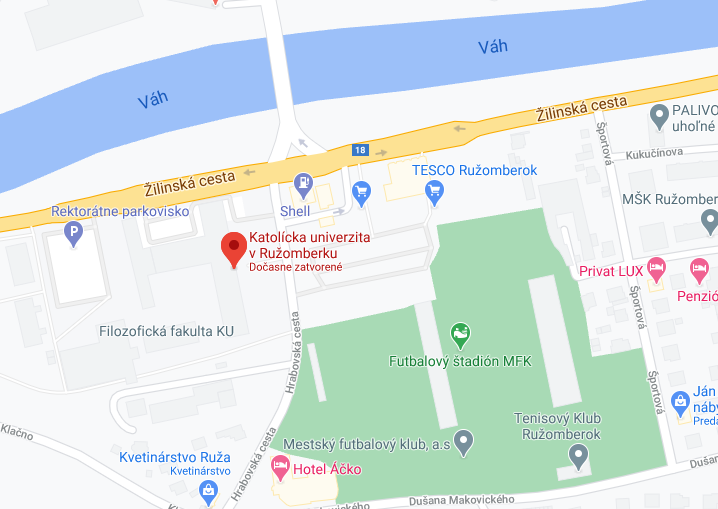 Váh
Váh
Žilinská cesta
PALIVO
uhoľné
Športová
18
Kukučínova
TESCO Ružomberok
Žilinská cesta
Shell
MŠK Ružomber
Rektorátne parkovisko
Katolícka univerzita
v Ružomberku
Dočasne zatvorené
Privat LUX
Penzió
P
Športová
Filozofická fakulta KU
Hrabovská cesta
Futbalový štadión MFK
Športová
Ján
náby
Preda
Tenisový Klub
Ružomberok
Klačno
Mestský futbalový klub, a.s
Kvetinárstvo Ruža
Kvetinárstvo
Hrabovská cesta
Hotel Áčko
Dušan
Dušana Makovického